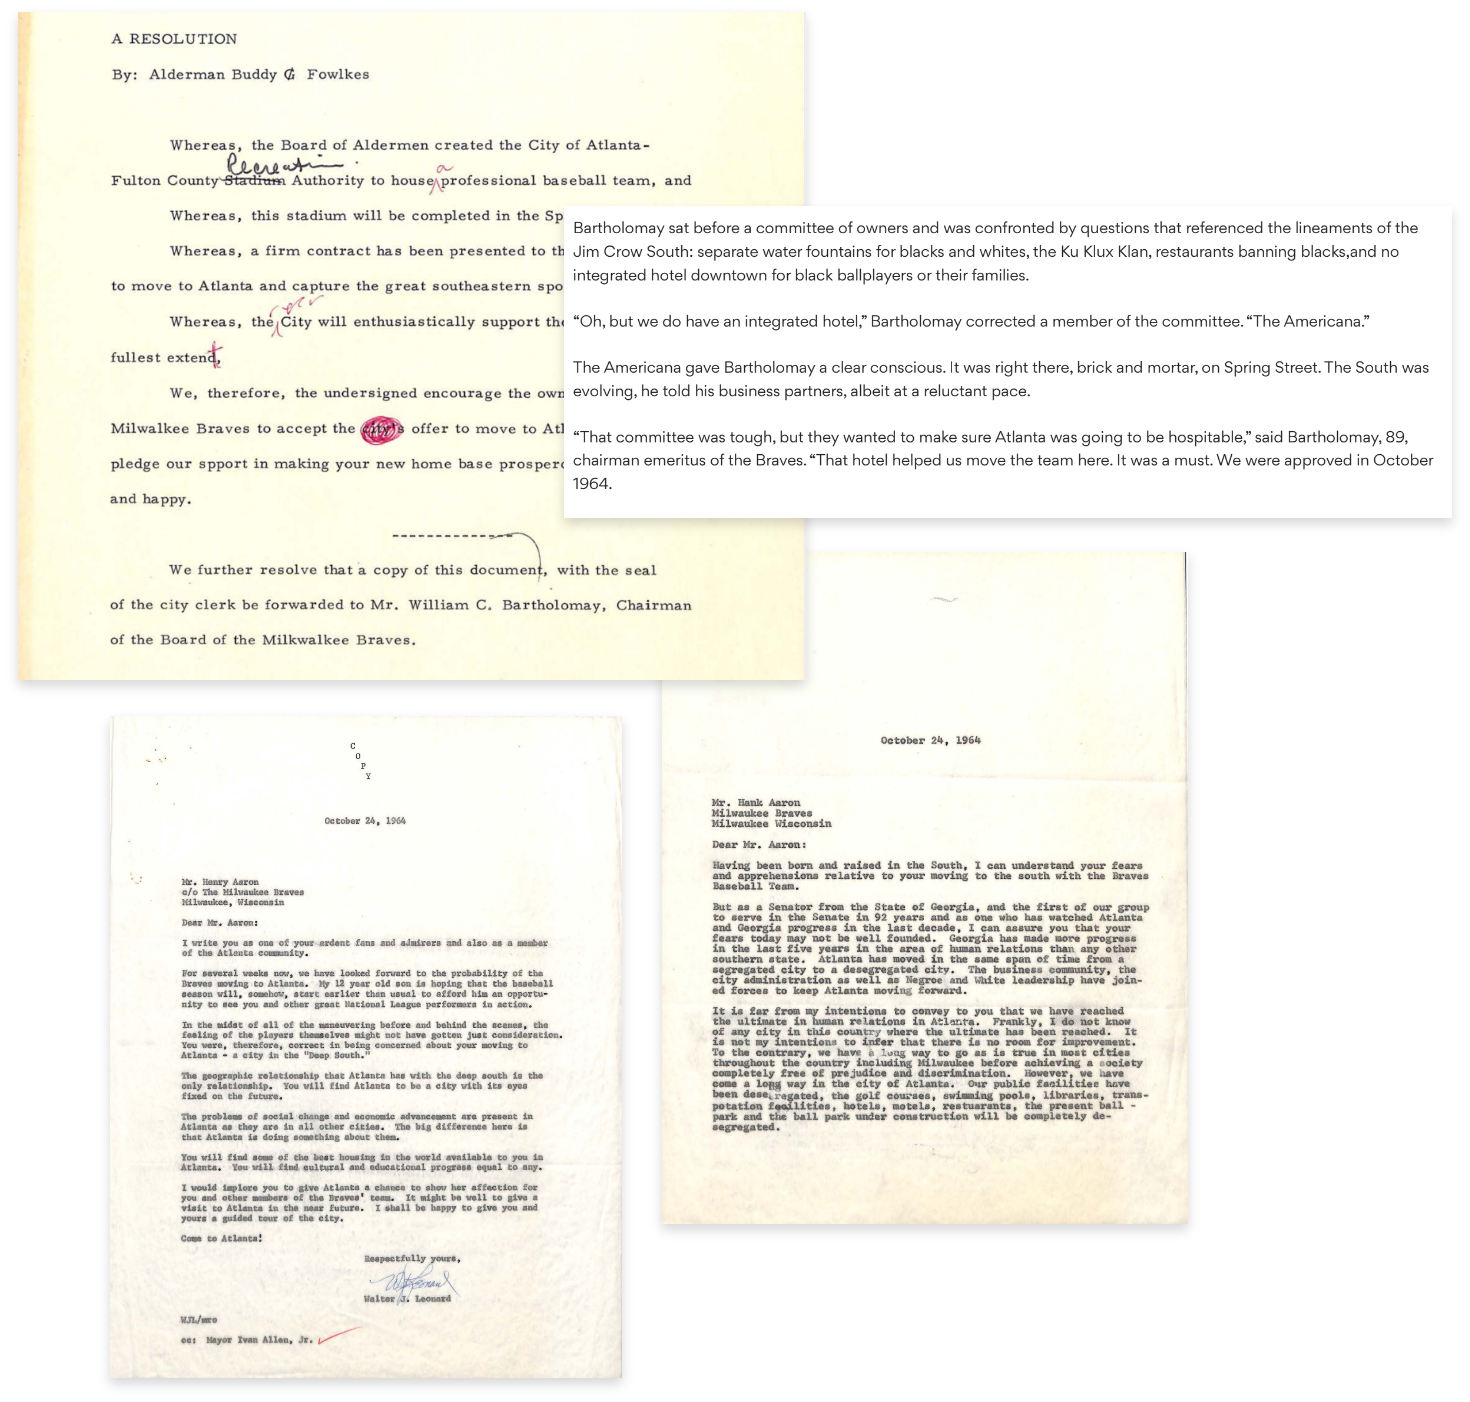 A RESOLUTION
By: Alderman Buddy G. Fowlkes
Whereas, the Board of Aldermen created the City of Atlanta-
Recreation
Fulton County Stadium Authority to house a professional baseball team, and
Whereas, this stadium will be completed in the Sp
Whereas, a firm contract has been presented to th
to move to Atlanta and capture the great southeastern spo
Whereas, the City will enthusiastically support the
fullest extent,
We, therefore, the undersigned encourage the own
Milwalkee Braves to accept the city's offer to move to Atl
pledge our spport in making your new home base prospero
and happy.
We further resolve that a copy of this document, with the seal
of the city clerk be forwarded to Mr. William C. Bartholomay, Chairman
of the Board of the Milkwalkee Braves.
Bartholomay sat before a committee of owners and was confronted by questions that referenced the lineaments of the
Jim Crow South: separate water fountains for blacks and whites, the Ku Klux Klan, restaurants banning blacks,and no
integrated hotel downtown for black ballplayers or their families.
“Oh, but we do have an integrated hotel,” Bartholomay corrected a member of the committee. “The Americana.”
The Americana gave Bartholomay a clear conscious. It was right there, brick and mortar, on Spring Street. The South was
evolving, he told his business partners, albeit at a reluctant pace.
“That committee was tough, but they wanted to make sure Atlanta was going to be hospitable,” said Bartholomay, 89,
chairman emeritus of the Braves. “That hotel helped us move the team here. It was a must. We were approved in October
1964.
COPY
October 24, 1964
Mr. Henry Aaron
c/o The Milwaukee Braves
Milwaukee, Wisconsin
Dear Mr. Aaron:
I write you as one of your ardent fans and admirers and also as a member
of the Atlanta community.
For several weeks now, we have looked forward to the probability of the
Braves moving to Atlanta. My 12 year old son is hoping that the baseball
season will, somehow, start earlier than usual to afford him an opportu-
nity to see you and other great National League performers in action.
In the midst of all of the maneuvering before and behind the scenes, the
feeling of the players themselves might not have gotten just consideration.
You were, therefore, correct in being concerned about your moving to
Atlanta - a city in the "Deep South."
The geographic relationship that Atlanta has with the deep south is the
only relationship. You will find Atlanta to be a city with its eyes
fixed on the future.
The problems of social change and economic advancement are present in
Atlanta as they are in all other cities. The big difference here is
that Atlanta is doing something about them.
You will find some of the best housing in the world available to you in
Atlanta. You will find cultural and educational progress equal to any.
I would implore you to give Atlanta a chance to show her affection for
you and other members of the Braves' team. It might be well to give a
visit to Atlanta in the near future. I shall be happy to give you and
yours a guided tour of the city.
Come to Atlanta!
Respectfully yours,
Walter J. Leonard
WJL/mro
cc: Mayor Ivan Allen, Jr.
October 24, 1964
Mr. Hank Aaron
Milwaukee Braves
Milwaukee Wisconsin
Dear Mr. Aaron:
Having been born and raised in the South, I can understand your fears
and apprehensions relative to your moving to the south with the Braves
Baseball Team.
But as a Senator from the State of Georgia, and the first of our group
to serve in the Senate in 92 years and as one who has watched Atlanta
and Georgia progress in the last decade, I can assure you that your
fears today may not be well founded. Georgia has made more progress
in the last five years in the area of human relations than any other
southern state. Atlanta has moved in the same span of time from a
segregated city to a desegregated city. The business community, the
city administration as well as Negroe and White leadership have join-
ed forces to keep Atlanta moving forward.
It is far from my intentions to convey to you that we have reached
the ultimate in human relations in Atlanta. Frankly, I do not know
of any city in this country where the ultimate has been reached. It
is not my intentions to infer that there is no room for improvement.
To the contrary, we have a long way to go as is true in most cities
throughout the country including Milwaukee before achieving a society
completely free of prejudice and discrimination. However, we have
come a long way in the city of Atlanta. Our public facilities have
been desegregated, the golf courses, swimming pools, libraries, trans-
potation facilities, hotels, motels, restuarants, the present ball -
park and the ball park under construction will be completely de-
segregated.